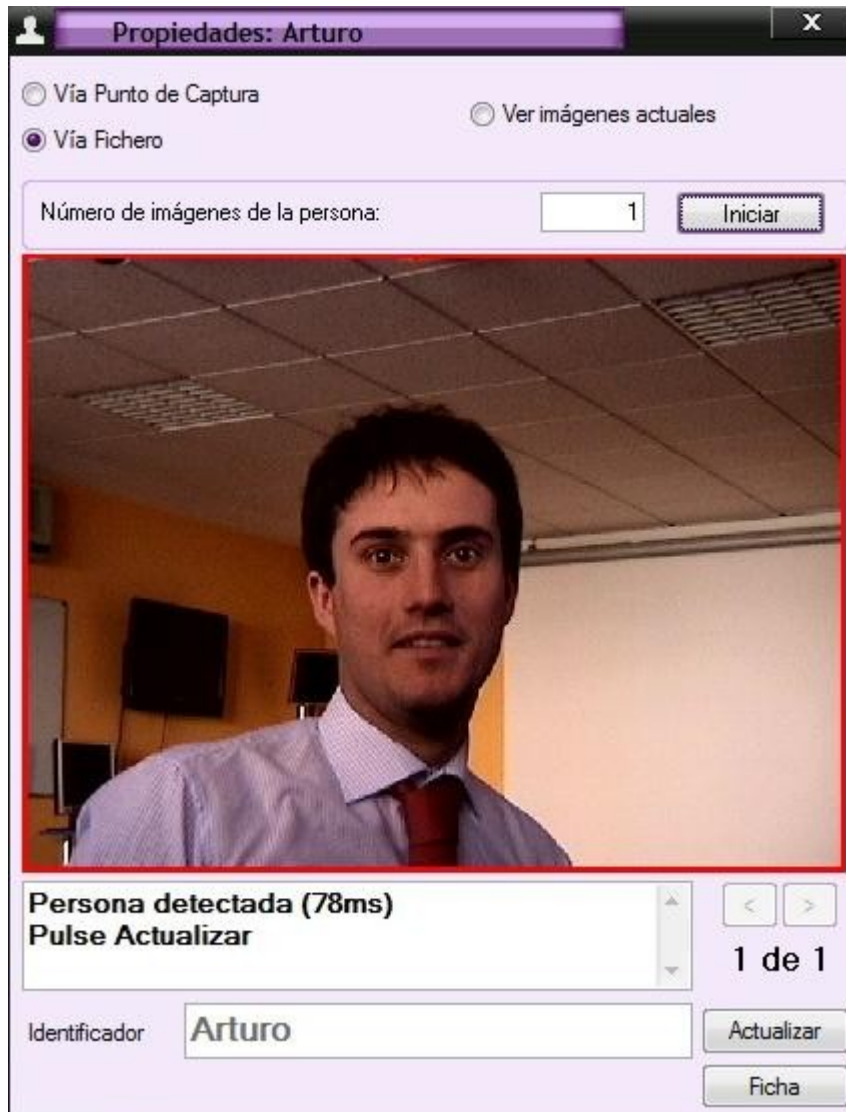 Propiedades: Arturo
X
Vía Punto de Captura
Ver imágenes actuales
Vía Fichero
Número de imágenes de la persona:
1
Iniciar
Persona detectada (78ms)
Pulse Actualizar
< >
1 de 1
Identificador
Arturo
Actualizar
Ficha